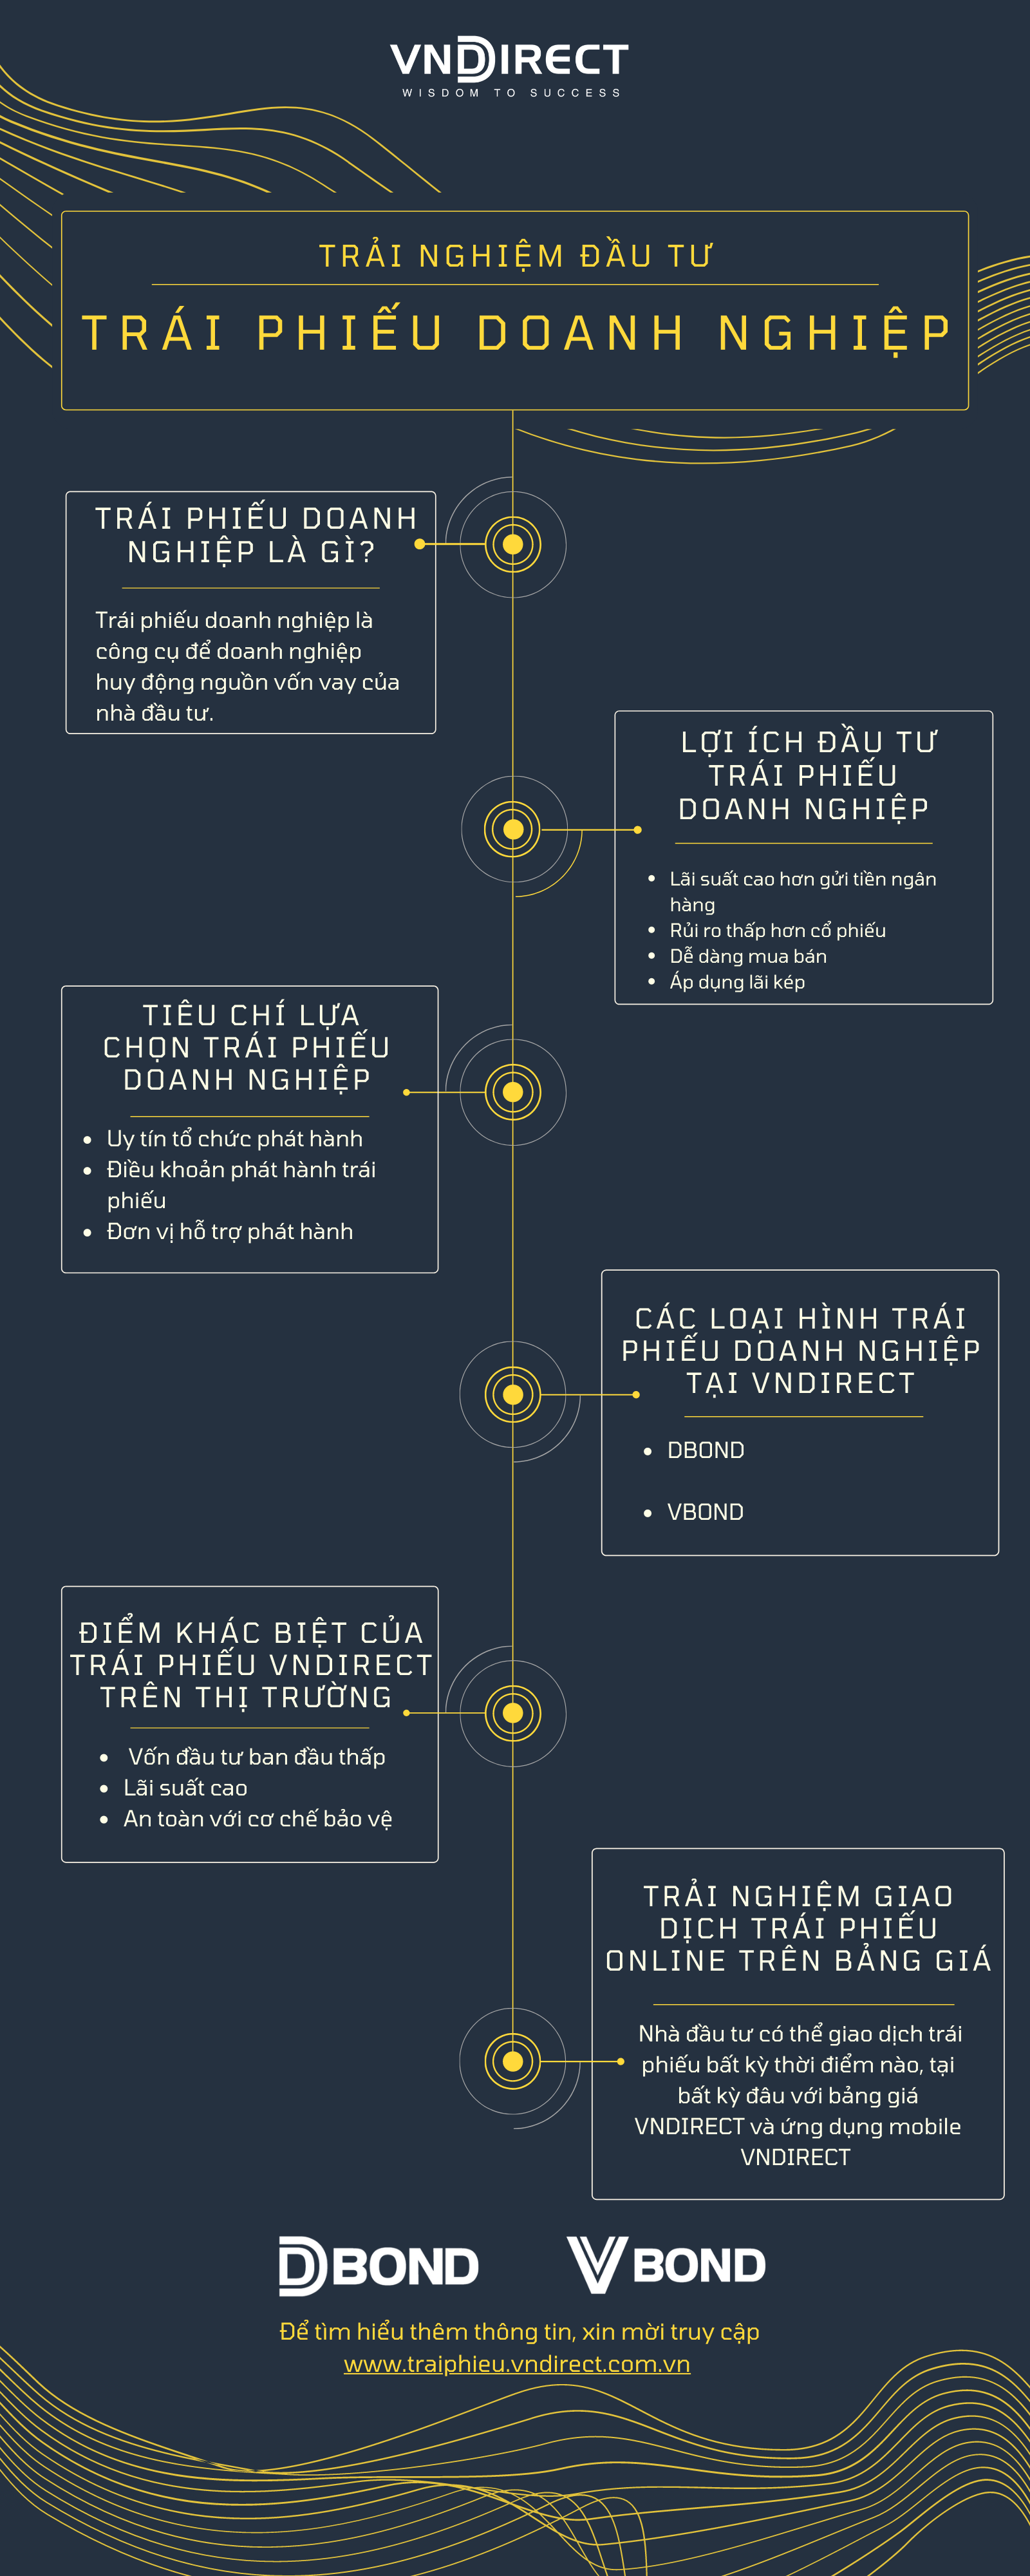 VNDIRECT
WISDOM TO SUCCESS
TRẢI NGHIỆM ĐẦU TƯ
TRÁI PHIẾU DOANH NGHIỆP
TRÁI PHIẾU DOANH
NGHIỆP LÀ GÌ?
Trái phiếu doanh nghiệp là
công cụ để doanh nghiệp
huy động nguồn vốn vay của
nhà đầu tư.
LỢI ÍCH ĐẦU TƯ
TRÁI PHIẾU
DOANH NGHIỆP
• Lãi suất cao hơn gửi tiền ngân
hàng
• Rủi ro thấp hơn cổ phiếu
• Dễ dàng mua bán
• Áp dụng lãi kép
TIÊU CHÍ LỰA
CHỌN TRÁI PHIẾU
DOANH NGHIỆP
• Uy tín tổ chức phát hành
• Điều khoản phát hành trái
phiếu
• Đơn vị hỗ trợ phát hành
CÁC LOẠI HÌNH TRÁI
PHIẾU DOANH NGHIỆP
TẠI VNDIRECT
• DBOND
• VBOND
ĐIỂM KHÁC BIỆT CỦA
TRÁI PHIẾU VNDIRECT
TRÊN THỊ TRƯỜNG
• Vốn đầu tư ban đầu thấp
• Lãi suất cao
• An toàn với cơ chế bảo vệ
TRẢI NGHIỆM GIAO
DỊCH TRÁI PHIẾU
ONLINE TRÊN BẢNG GIÁ
Nhà đầu tư có thể giao dịch trái
phiếu bất kỳ thời điểm nào, tại
bất kỳ đâu với bảng giá
VNDIRECT và ứng dụng mobile
VNDIRECT
DBOND
VBOND
Để tìm hiểu thêm thông tin, xin mời truy cập
www.traiphieu.vndirect.com.vn